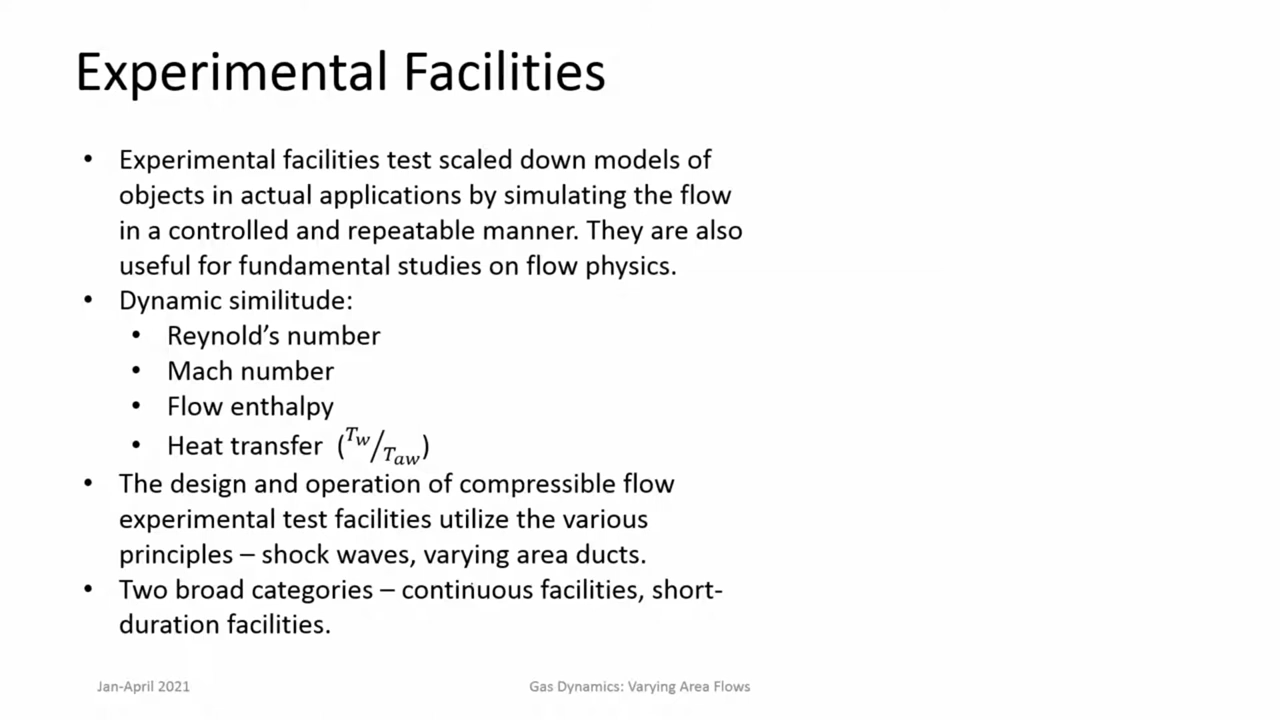 Experimental Facilities
• Experimental facilities test scaled down models of
objects in actual applications by simulating the flow
in a controlled and repeatable manner. They are also
useful for fundamental studies on flow physics.
• Dynamic similitude:
• Reynold's number
• Mach number
• Flow enthalpy
• Heat transfer (T_w/T_aw)
• The design and operation of compressible flow
experimental test facilities utilize the various
principles – shock waves, varying area ducts.
• Two broad categories – continuous facilities, short-
duration facilities.
Jan-April 2021
Gas Dynamics: Varying Area Flows